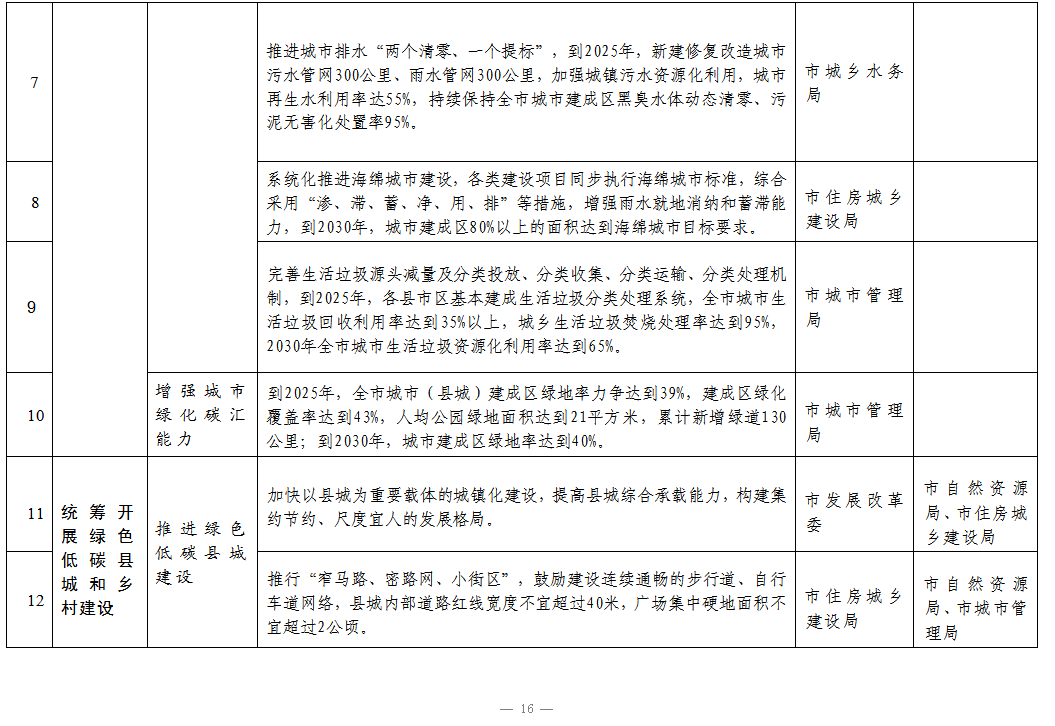 7
推进城市排水“两个清零、一个提标”，到2025年，新建修复改造城市
污水管网300公里、雨水管网300公里，加强城镇污水资源化利用，城市
再生水利用率达55%，持续保持全市城市建成区黑臭水体动态清零、污
泥无害化处置率95%。
市城乡水务
局
8
系统化推进海绵城市建设，各类建设项目同步执行海绵城市标准，综合
采用“渗、滞、蓄、净、用、排”等措施，增强雨水就地消纳和蓄滞能
力，到2030年，城市建成区80%以上的面积达到海绵城市目标要求。
市住房城乡
建设局
9
完善生活垃圾源头减量及分类投放、分类收集、分类运输、分类处理机
制，到2025年，各县市区基本建成生活垃圾分类处理系统，全市城市生
活垃圾回收利用率达到35%以上，城乡生活垃圾焚烧处理率达到95%，
2030年全市城市生活垃圾资源化利用率达到65%。
市城市管理
局
10
增强城市
绿化碳汇
能力
到2025年，全市城市（县城）建成区绿地率力争达到39%，建成区绿化
覆盖率达到43%，人均公园绿地面积达到21平方米，累计新增绿道130
公里；到2030年，城市建成区绿地率达到40%。
市城市管理
局
11
统筹开
展绿色
低碳县
城和乡
村建设
推进绿色
低碳县城
建设
加快以县城为重要载体的城镇化建设，提高县城综合承载能力，构建集
约节约、尺度宜人的发展格局。
市发展改革
委
市自然资源
局、市住房城
乡建设局
12
推行“窄马路、密路网、小街区”，鼓励建设连续通畅的步行道、自行
车道网络，县城内部道路红线宽度不宜超过40米，广场集中硬地面积不
宜超过2公顷。
市住房城乡
建设局
市自然资源
局、市城市管
理局
— 16 —